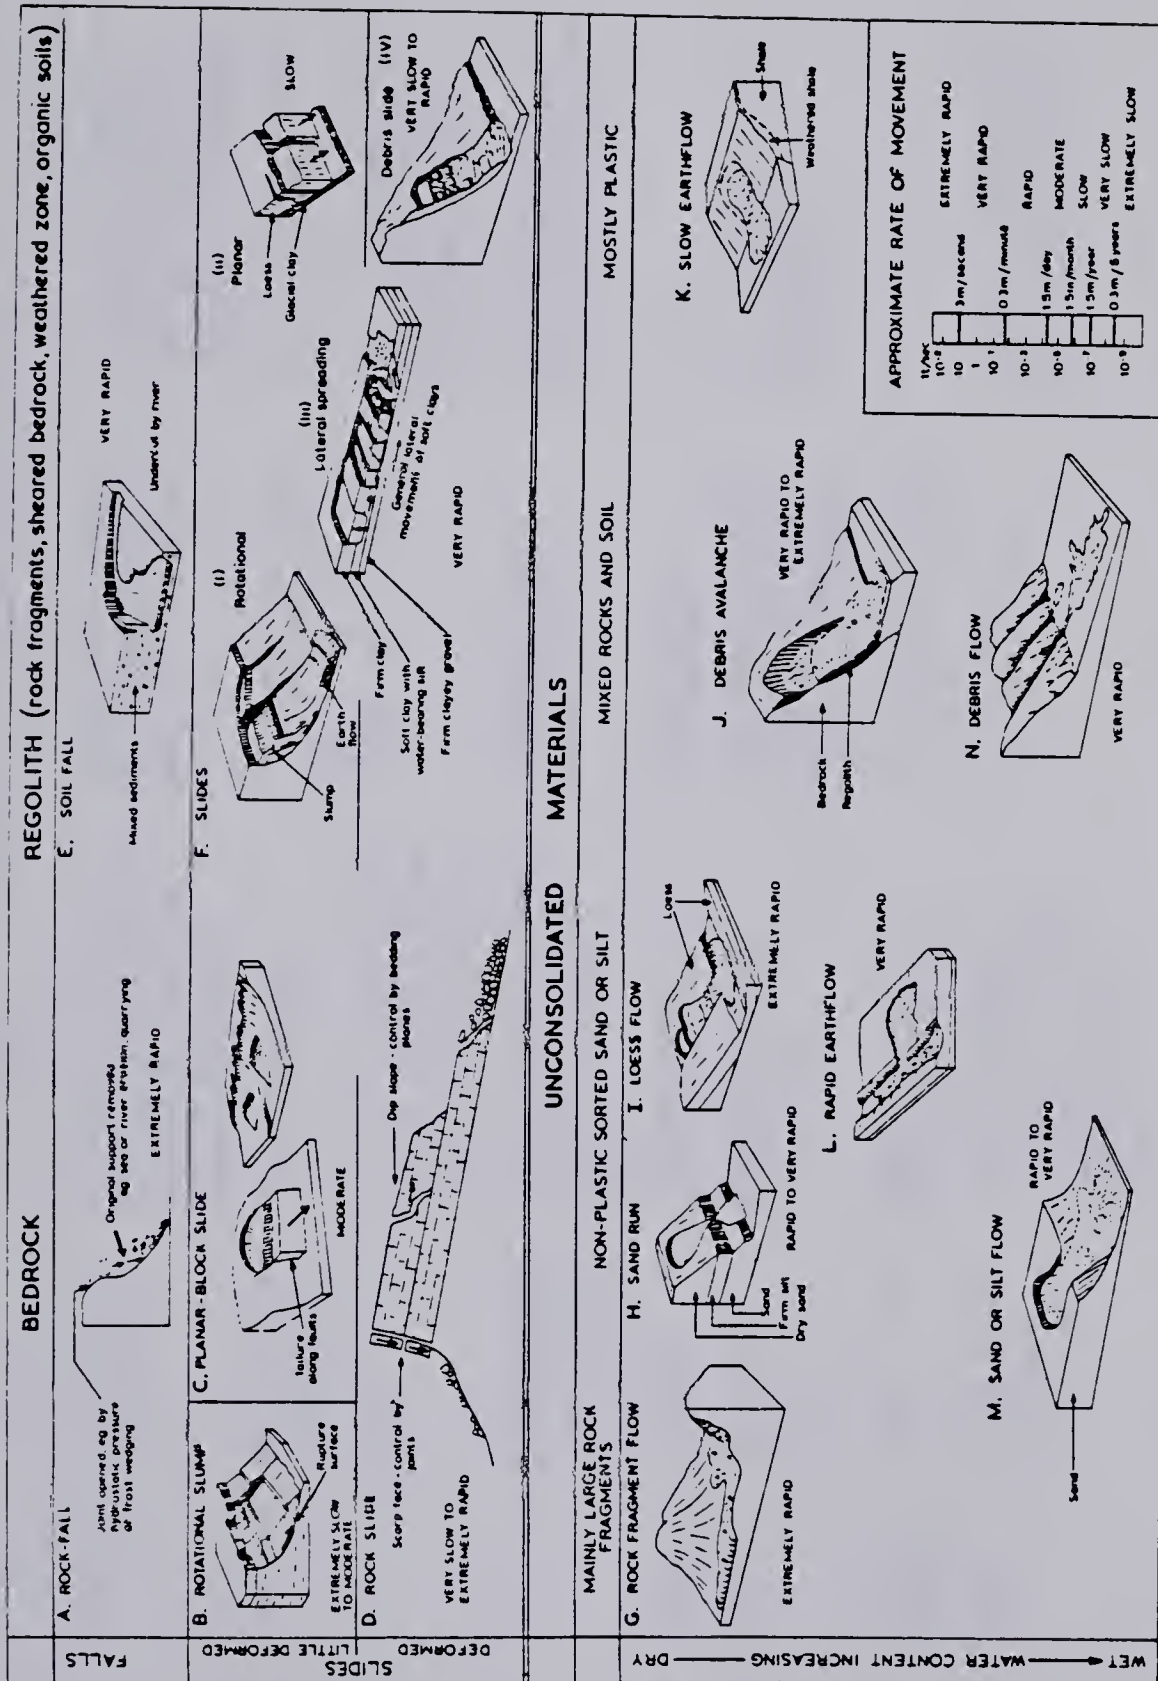 BEDROCK
REGOLITH (rock fragments, sheared bedrock, weathered zone, organic soils)
FALLS
A. ROCK-FALL
Joint opened, eg by
hydrostatic pressure
or frost wedging
Original support removed
eg sea or river erosion, quarrying
EXTREMELY RAPID
E. SOIL FALL
Mixed sediments
VERY RAPID
Undercut by river
SLIDES
LITTLE DEFORMED
B. ROTATIONAL SLUMP
Rupture
surface
EXTREMELY SLOW
TO MODERATE
C. PLANAR-BLOCK SLIDE
failure
along faults
MODERATE
F. SLIDES
(i)
Rotational
Slump
Earth
flow
(ii)
Planar
Loess
Glacial clay
SLOW
(iii)
Lateral spreading
General lateral
movements of soft clays
Firm clay
Soft clay with
water-bearing silt
Firm clayey gravel
VERY RAPID
Debris slide (iv)
VERY SLOW TO
RAPID
DEFORMED
D. ROCK SLIDE
Scarp face - control by
joints
Dip slope - control by bedding
planes
VERY SLOW TO
EXTREMELY RAPID
UNCONSOLIDATED MATERIALS
MAINLY LARGE ROCK
FRAGMENTS
NON-PLASTIC SORTED SAND OR SILT
MIXED ROCKS AND SOIL
MOSTLY PLASTIC
WET WATER CONTENT INCREASING DRY
G. ROCK FRAGMENT FLOW
EXTREMELY RAPID
H. SAND RUN
Sand
Firm silt
Dry sand
RAPID TO VERY RAPID
I. LOESS FLOW
Loess
EXTREMELY RAPID
J. DEBRIS AVALANCHE
VERY RAPID TO
EXTREMELY RAPID
Bedrock
Regolith
K. SLOW EARTHFLOW
Shale
Weathered shale
L. RAPID EARTHFLOW
VERY RAPID
M. SAND OR SILT FLOW
RAPID TO
VERY RAPID
Sand
N. DEBRIS FLOW
VERY RAPID
APPROXIMATE RATE OF MOVEMENT
ft/sec
EXTREMELY RAPID
3m/second
VERY RAPID
0 3m/minute
RAPID
1 5m/day
MODERATE
1 5m/month
SLOW
1 5m/year
VERY SLOW
0 3m/5 years
EXTREMELY SLOW